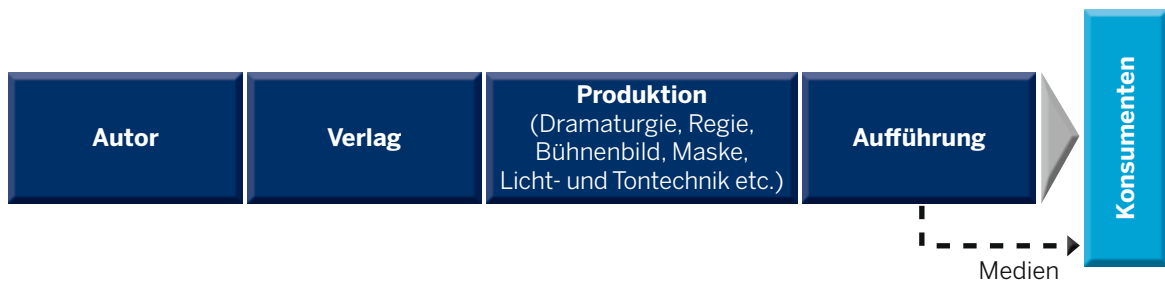 Autor
Verlag
Produktion
(Dramaturgie, Regie,
Bühnenbild, Maske,
Licht- und Tontechnik etc.)
Aufführung
Konsumenten
Medien